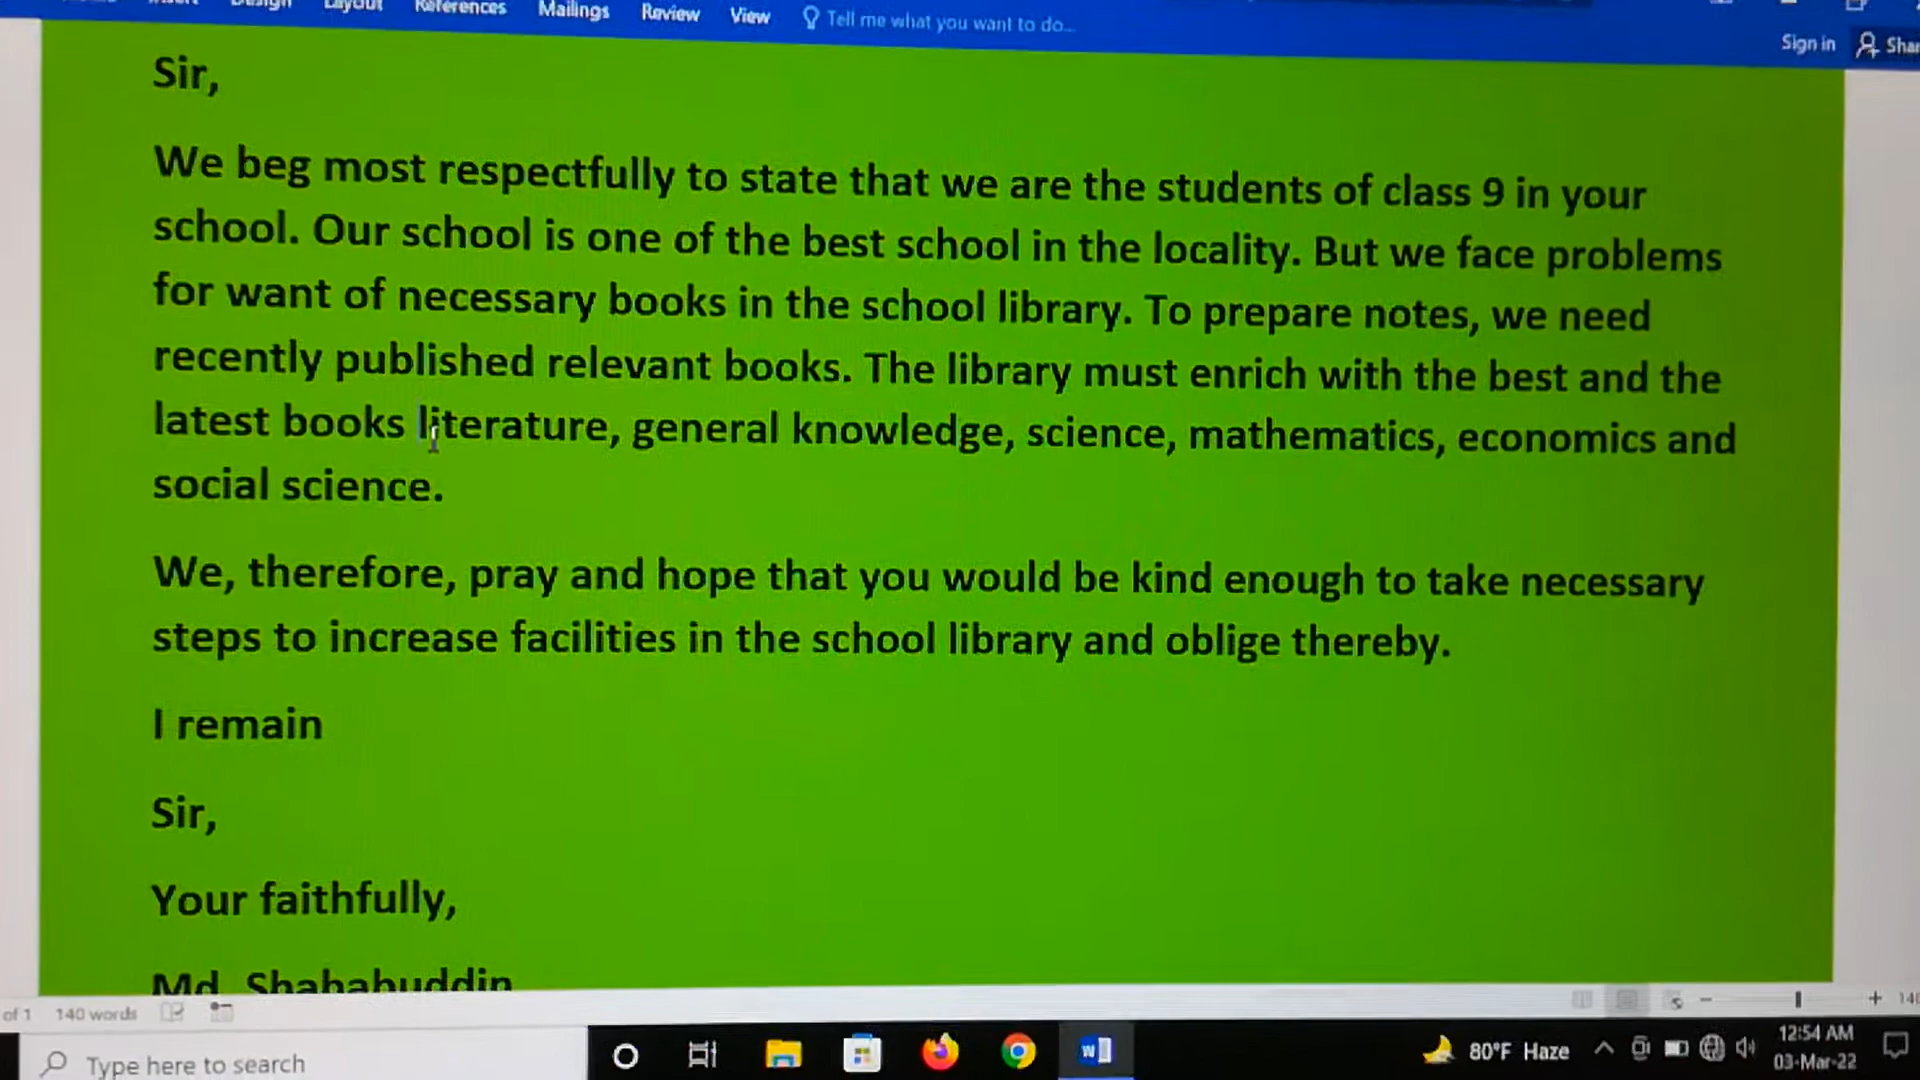 Layout References Mailings Review View Tell me what you want to do...
Sign in
Sir,
We beg most respectfully to state that we are the students of class 9 in your
school. Our school is one of the best school in the locality. But we face problems
for want of necessary books in the school library. To prepare notes, we need
recently published relevant books. The library must enrich with the best and the
latest books literature, general knowledge, science, mathematics, economics and
social science.
We, therefore, pray and hope that you would be kind enough to take necessary
steps to increase facilities in the school library and oblige thereby.
I remain
Sir,
Your faithfully,
Md. Shahabuddin
of 1 140 words
Type here to search
80°F Haze
12:54 AM
03-Mar-22